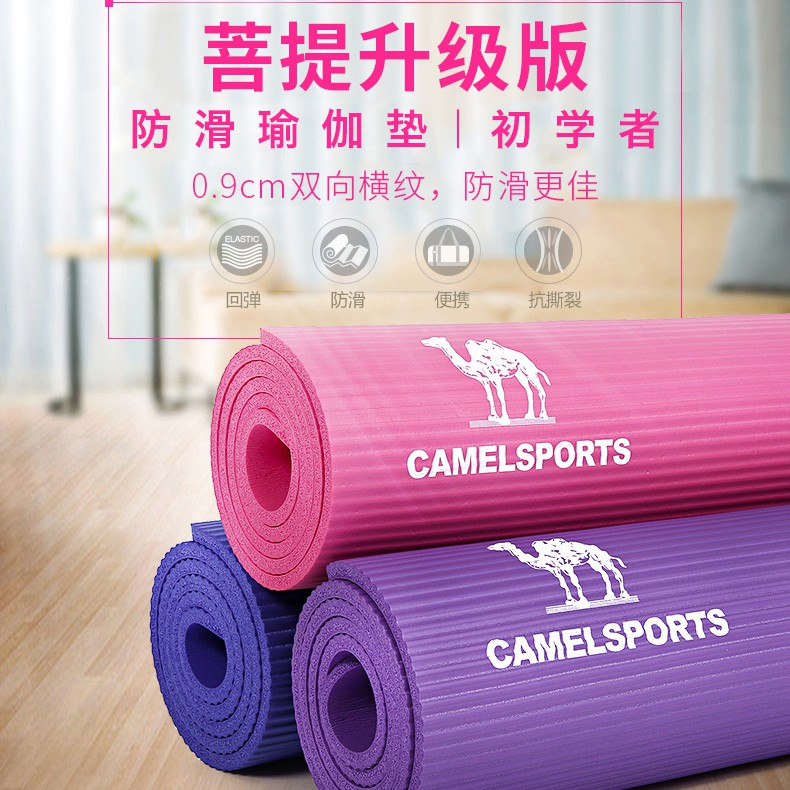 菩提升级版
防滑瑜伽垫｜初学者
0.9cm双向横纹，防滑更佳
ELASTIC
回弹 防滑 便携 抗撕裂
CAMELSPORTS
CAMELSPORTS